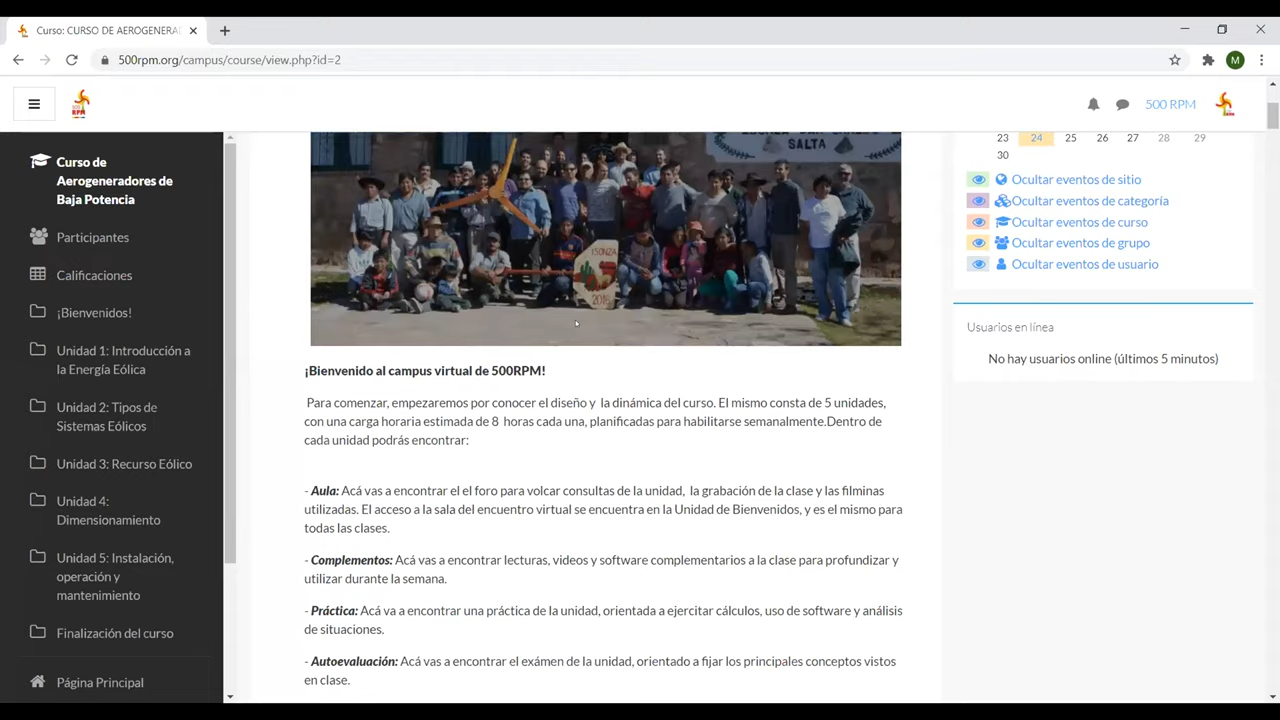 Curso: CURSO DE AEROGENERA
500rpm.org/campus/course/view.php?id=2
M
500 RPM
Curso de
Aerogeneradores de
Baja Potencia
Participantes
Calificaciones
¡Bienvenidos!
Unidad 1: Introducción a
la Energía Eólica
Unidad 2: Tipos de
Sistemas Eólicos
Unidad 3: Recurso Eólico
Unidad 4:
Dimensionamiento
Unidad 5: Instalación,
operación y
mantenimiento
Finalización del curso
Página Principal
SALTA
ISONZA
2016
¡Bienvenido al campus virtual de 500RPM!
Para comenzar, empezaremos por conocer el diseño y la dinámica del curso. El mismo consta de 5 unidades,
con una carga horaria estimada de 8 horas cada una, planificadas para habilitarse semanalmente.Dentro de
cada unidad podrás encontrar:
- Aula: Acá vas a encontrar el el foro para volcar consultas de la unidad, la grabación de la clase y las filminas
utilizadas. El acceso a la sala del encuentro virtual se encuentra en la Unidad de Bienvenidos, y es el mismo para
todas las clases.
- Complementos: Acá vas a encontrar lecturas, videos y software complementarios a la clase para profundizar y
utilizar durante la semana.
- Práctica: Acá va a encontrar una práctica de la unidad, orientada a ejercitar cálculos, uso de software y análisis
de situaciones.
- Autoevaluación: Acá vas a encontrar el exámen de la unidad, orientado a fijar los principales conceptos vistos
en clase.
23 24 25 26 27 28 29
30
Ocultar eventos de sitio
Ocultar eventos de categoría
Ocultar eventos de curso
Ocultar eventos de grupo
Ocultar eventos de usuario
Usuarios en línea
No hay usuarios online (últimos 5 minutos)